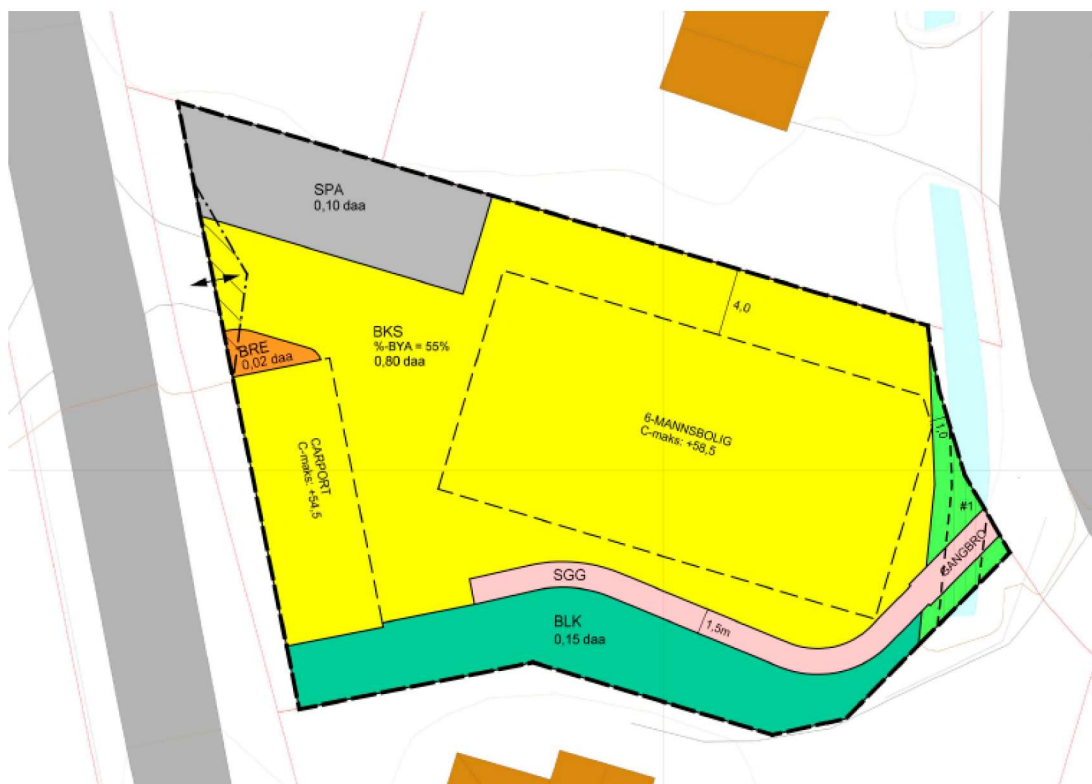 SPA
0,10 daa
BKS
%-BYA = 55%
0,80 daa
4,0
BRE
0,02 daa
6-MANNSBOLIG
C-maks: +58,5
CARPORT
C-maks: +54,5
1,0
#1
GANGBRO
SGG
1,5m
BLK
0,15 daa